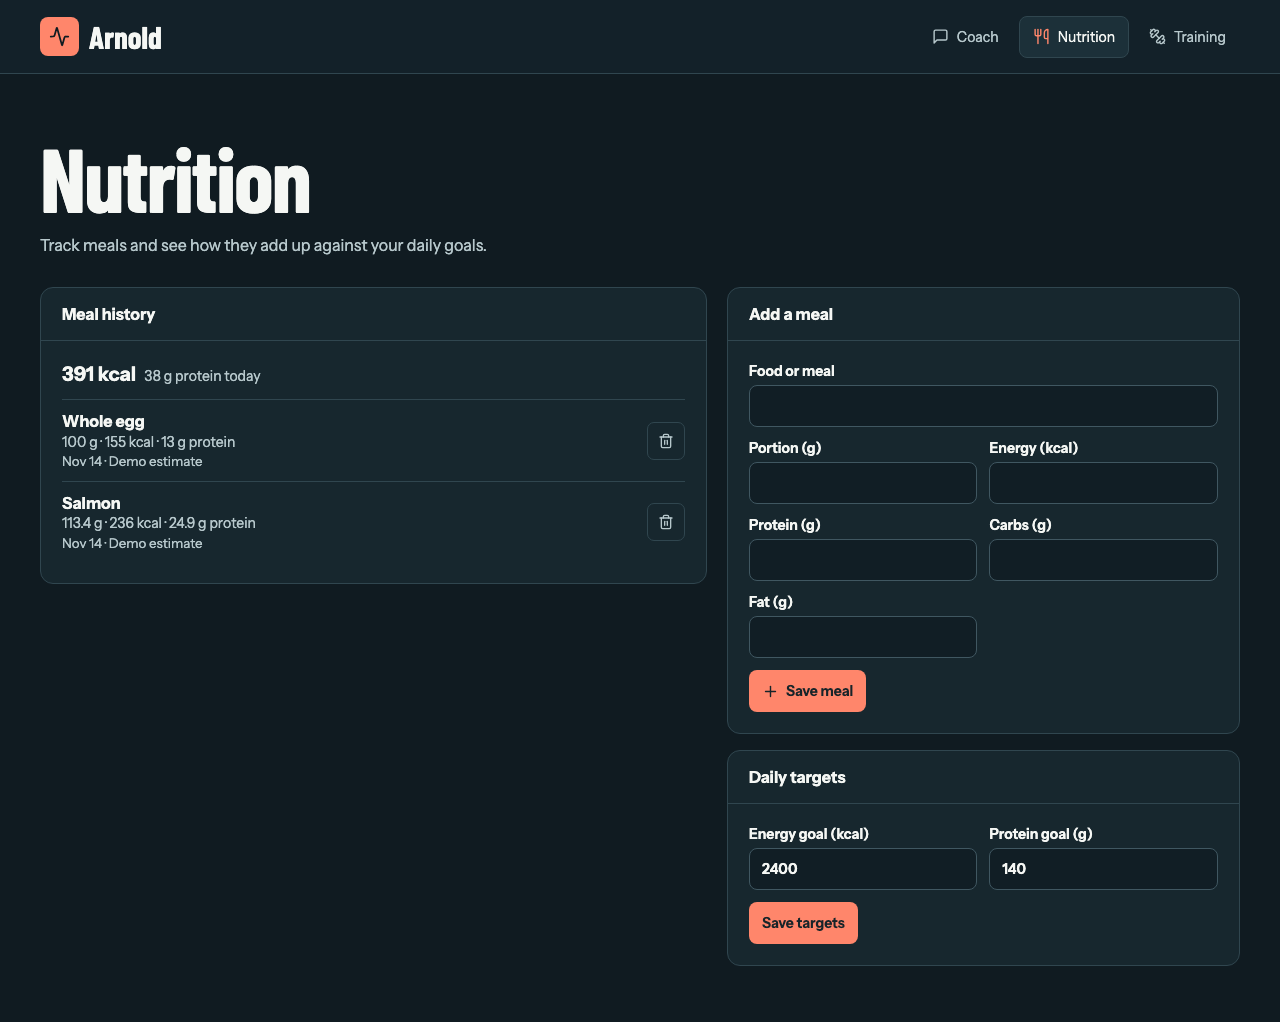 Arnold
Coach
Nutrition
Training
Nutrition
Track meals and see how they add up against your daily goals.
Meal history
391 kcal 38 g protein today
Whole egg
100 g · 155 kcal · 13 g protein
Nov 14 · Demo estimate
Salmon
113.4 g · 236 kcal · 24.9 g protein
Nov 14 · Demo estimate
Add a meal
Food or meal
Portion (g)
Energy (kcal)
Protein (g)
Carbs (g)
Fat (g)
Save meal
Daily targets
Energy goal (kcal)
Protein goal (g)
2400
140
Save targets